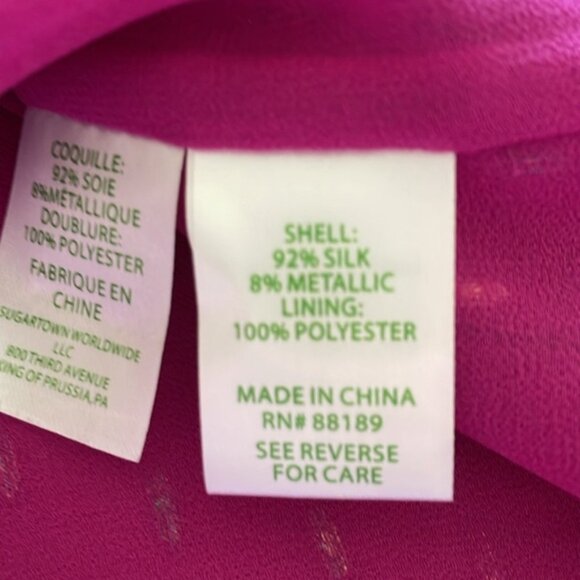 COQUILLE:
92% SOIE
8%MÉTALLIQUE
DOUBLURE:
100% POLYESTER
FABRIQUE EN
CHINE
SUGARTOWN WORLDWIDE
LLC
800 THIRD AVENUE
KING OF PRUSSIA,PA
SHELL:
92% SILK
8% METALLIC
LINING:
100% POLYESTER
MADE IN CHINA
RN# 88189
SEE REVERSE
FOR CARE